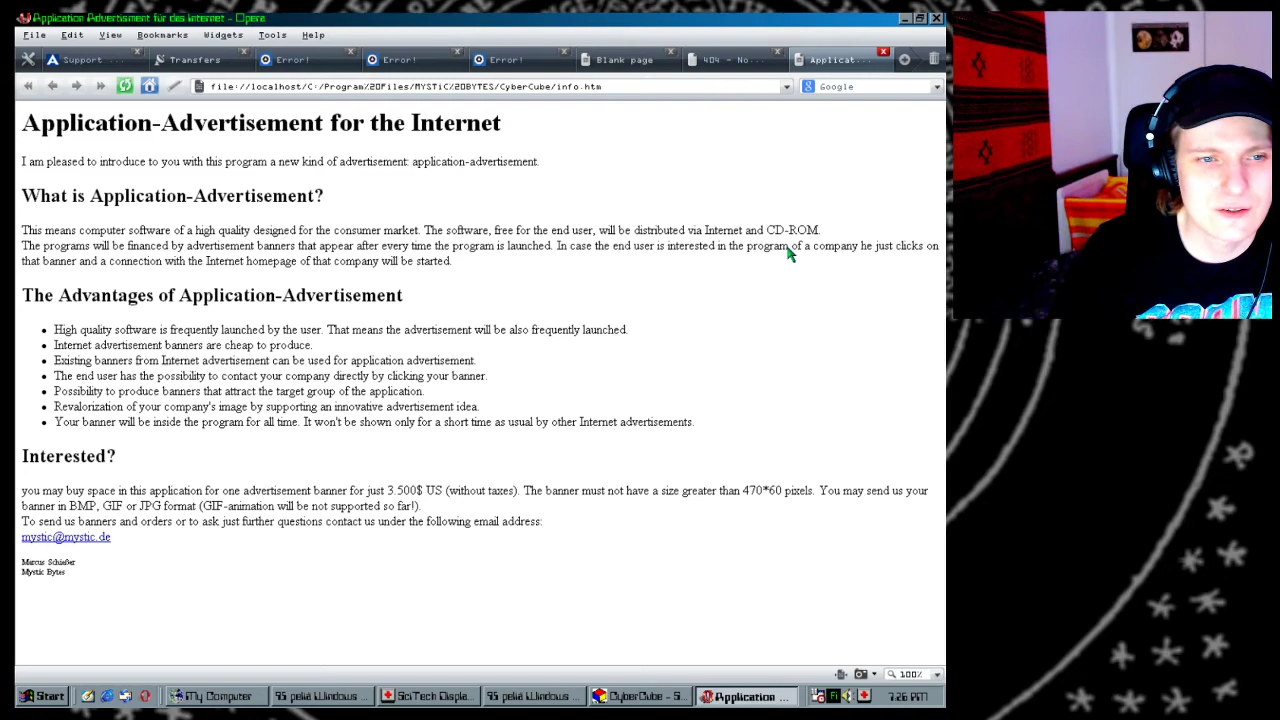 Application Advertisment für das Internet - Opera
File Edit View Bookmarks Widgets Tools Help
Support ... Transfers Error! Error! Error! Blank page 404 - No... Applicat...
file://localhost/C:/Program%20Files/MYSTiC%20BYTES/CyberCube/info.htm
Google
Application-Advertisement for the Internet
I am pleased to introduce to you with this program a new kind of advertisement: application-advertisement.
What is Application-Advertisement?
This means computer software of a high quality designed for the consumer market. The software, free for the end user, will be distributed via Internet and CD-ROM.
The programs will be financed by advertisement banners that appear after every time the program is launched. In case the end user is interested in the program of a company he just clicks on
that banner and a connection with the Internet homepage of that company will be started.
The Advantages of Application-Advertisement
High quality software is frequently launched by the user. That means the advertisement will be also frequently launched.
Internet advertisement banners are cheap to produce.
Existing banners from Internet advertisement can be used for application advertisement.
The end user has the possibility to contact your company directly by clicking your banner.
Possibility to produce banners that attract the target group of the application.
Revalorization of your company's image by supporting an innovative advertisement idea.
Your banner will be inside the program for all time. It won't be shown only for a short time as usual by other Internet advertisements.
Interested?
you may buy space in this application for one advertisement banner for just 3.500$ US (without taxes). The banner must not have a size greater than 470*60 pixels. You may send us your
banner in BMP, GIF or JPG format (GIF-animation will be not supported so far!).
To send us banners and orders or to ask just further questions contact us under the following email address:
mystic@mystic.de
Marcus Schießer
Mystic Bytes
100%
Start My Computer 95 peliä Windows ... SciTech Displa... 95 peliä Windows ... CyberCube - S... Application ... Fi 7:26 PM